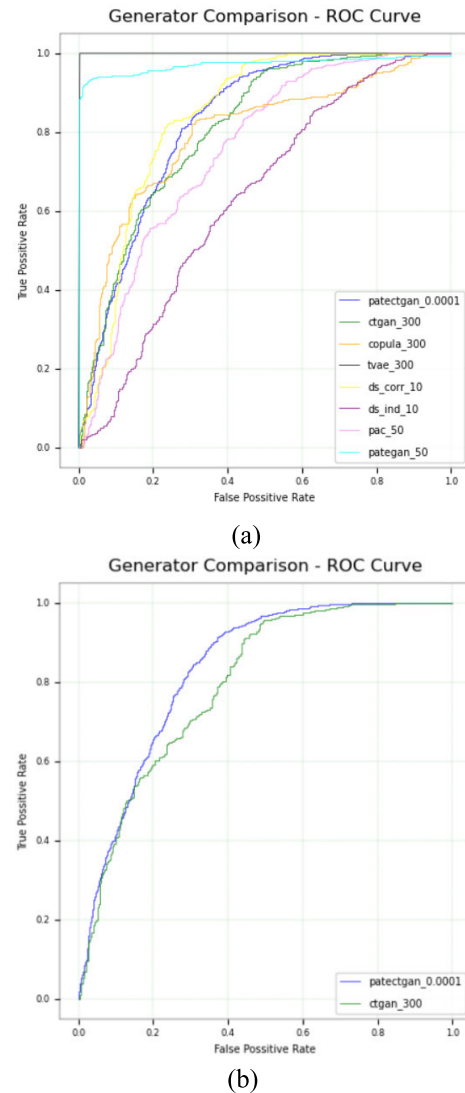 Generator Comparison - ROC Curve
1.0
0.8
0.6
0.4
0.2
0.0
True Possitive Rate
patectgan_0.0001
ctgan_300
copula_300
tvae_300
ds_corr_10
ds_ind_10
pac_50
pategan_50
0.0 0.2 0.4 0.6 0.8 1.0
False Possitive Rate
(a)
Generator Comparison - ROC Curve
1.0
0.8
0.6
0.4
0.2
0.0
True Possitive Rate
patectgan_0.0001
ctgan_300
0.0 0.2 0.4 0.6 0.8 1.0
False Possitive Rate
(b)